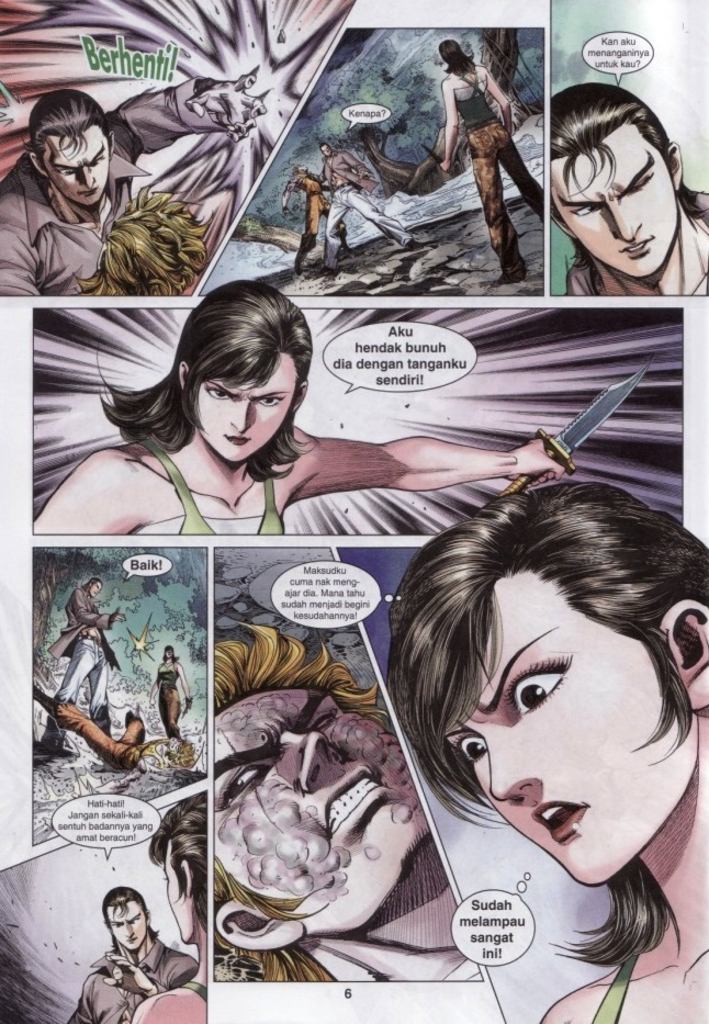 Berhenti!
Kenapa?
Kan aku
menanganinya
untuk kau?
Aku
hendak bunuh
dia dengan tanganku
sendiri!
Baik!
Maksudku
cuma nak meng-
ajar dia. Mana tahu
sudah menjadi begini
kesudahannya!
Hati-hati!
Jangan sekali-kali
sentuh badannya yang
amat beracun!
Sudah
melampau
sangat
ini!
6